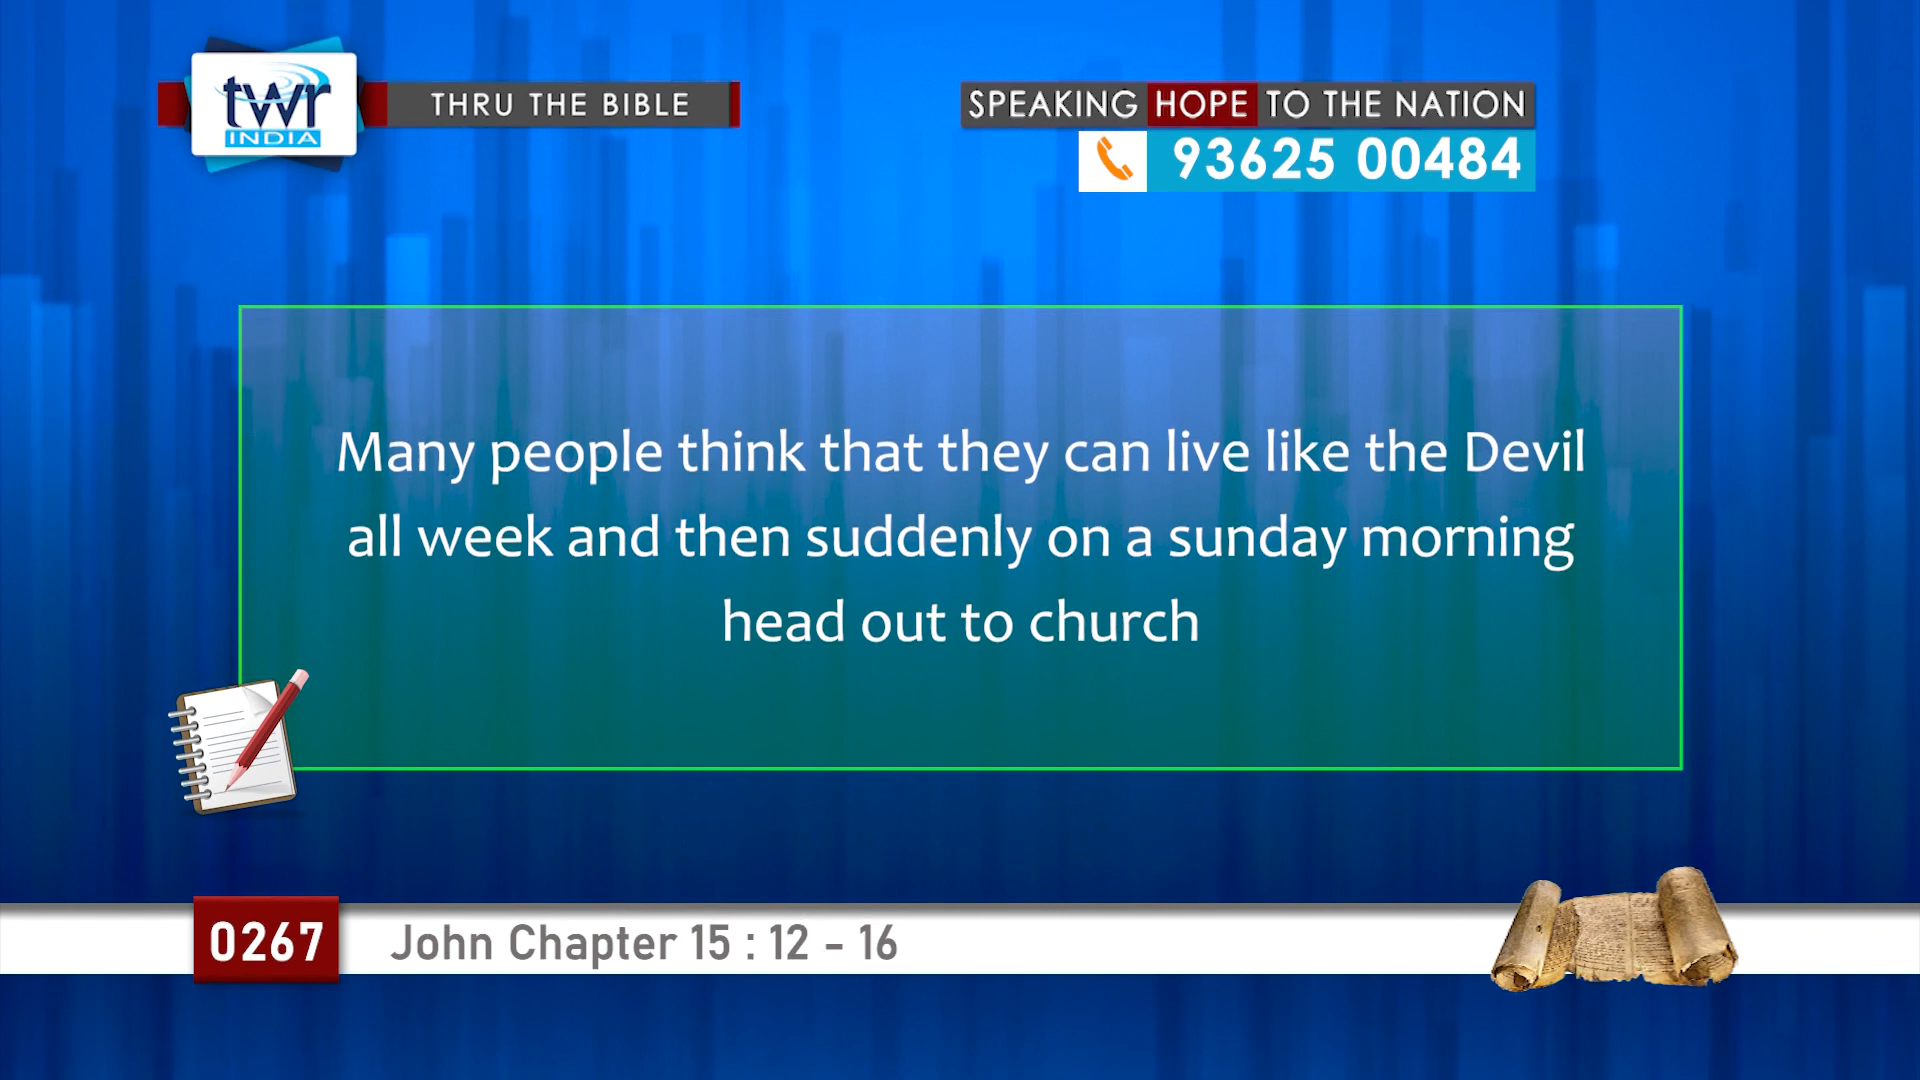 twr
INDIA
THRU THE BIBLE
SPEAKING HOPE TO THE NATION
93625 00484
Many people think that they can live like the Devil
all week and then suddenly on a sunday morning
head out to church
0267
John Chapter 15 : 12 - 16